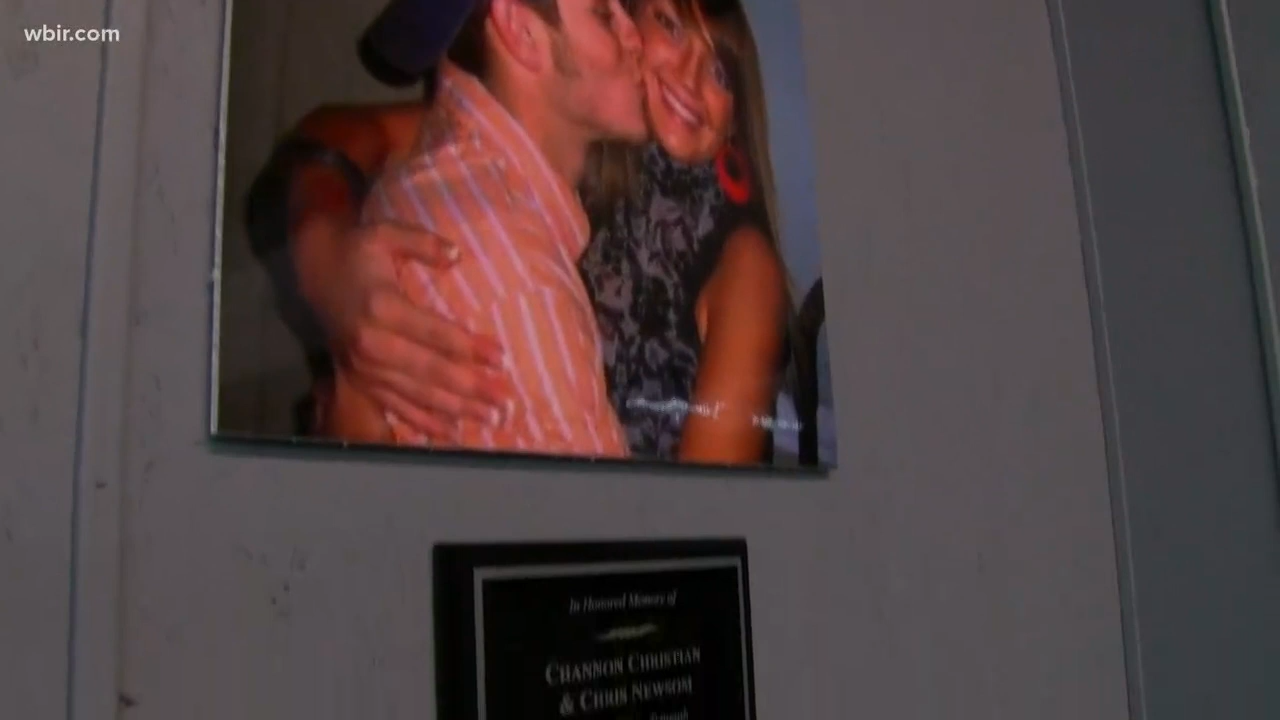 wbir.com
In Honored Memory of
CHANNON CHRISTIAN
& CHRIS NEWSOM